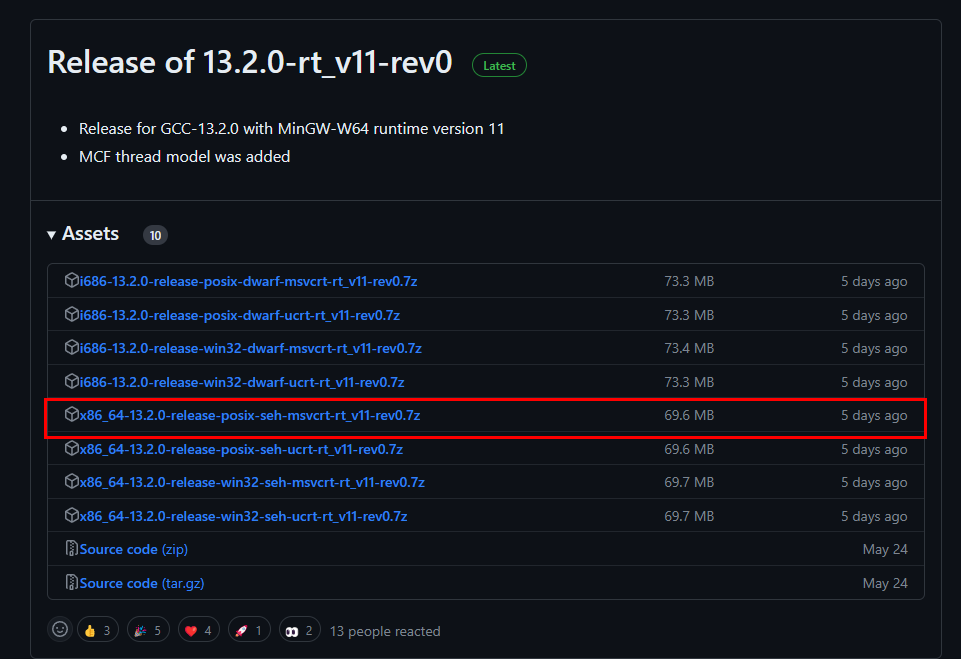 Release of 13.2.0-rt_v11-rev0 Latest
Release for GCC-13.2.0 with MinGW-W64 runtime version 11
MCF thread model was added
Assets 10
i686-13.2.0-release-posix-dwarf-msvcrt-rt_v11-rev0.7z 73.3 MB 5 days ago
i686-13.2.0-release-posix-dwarf-ucrt-rt_v11-rev0.7z 73.3 MB 5 days ago
i686-13.2.0-release-win32-dwarf-msvcrt-rt_v11-rev0.7z 73.4 MB 5 days ago
i686-13.2.0-release-win32-dwarf-ucrt-rt_v11-rev0.7z 73.3 MB 5 days ago
x86_64-13.2.0-release-posix-seh-msvcrt-rt_v11-rev0.7z 69.6 MB 5 days ago
x86_64-13.2.0-release-posix-seh-ucrt-rt_v11-rev0.7z 69.6 MB 5 days ago
x86_64-13.2.0-release-win32-seh-msvcrt-rt_v11-rev0.7z 69.7 MB 5 days ago
x86_64-13.2.0-release-win32-seh-ucrt-rt_v11-rev0.7z 69.7 MB 5 days ago
Source code (zip) May 24
Source code (tar.gz) May 24
3 5 4 1 2 13 people reacted